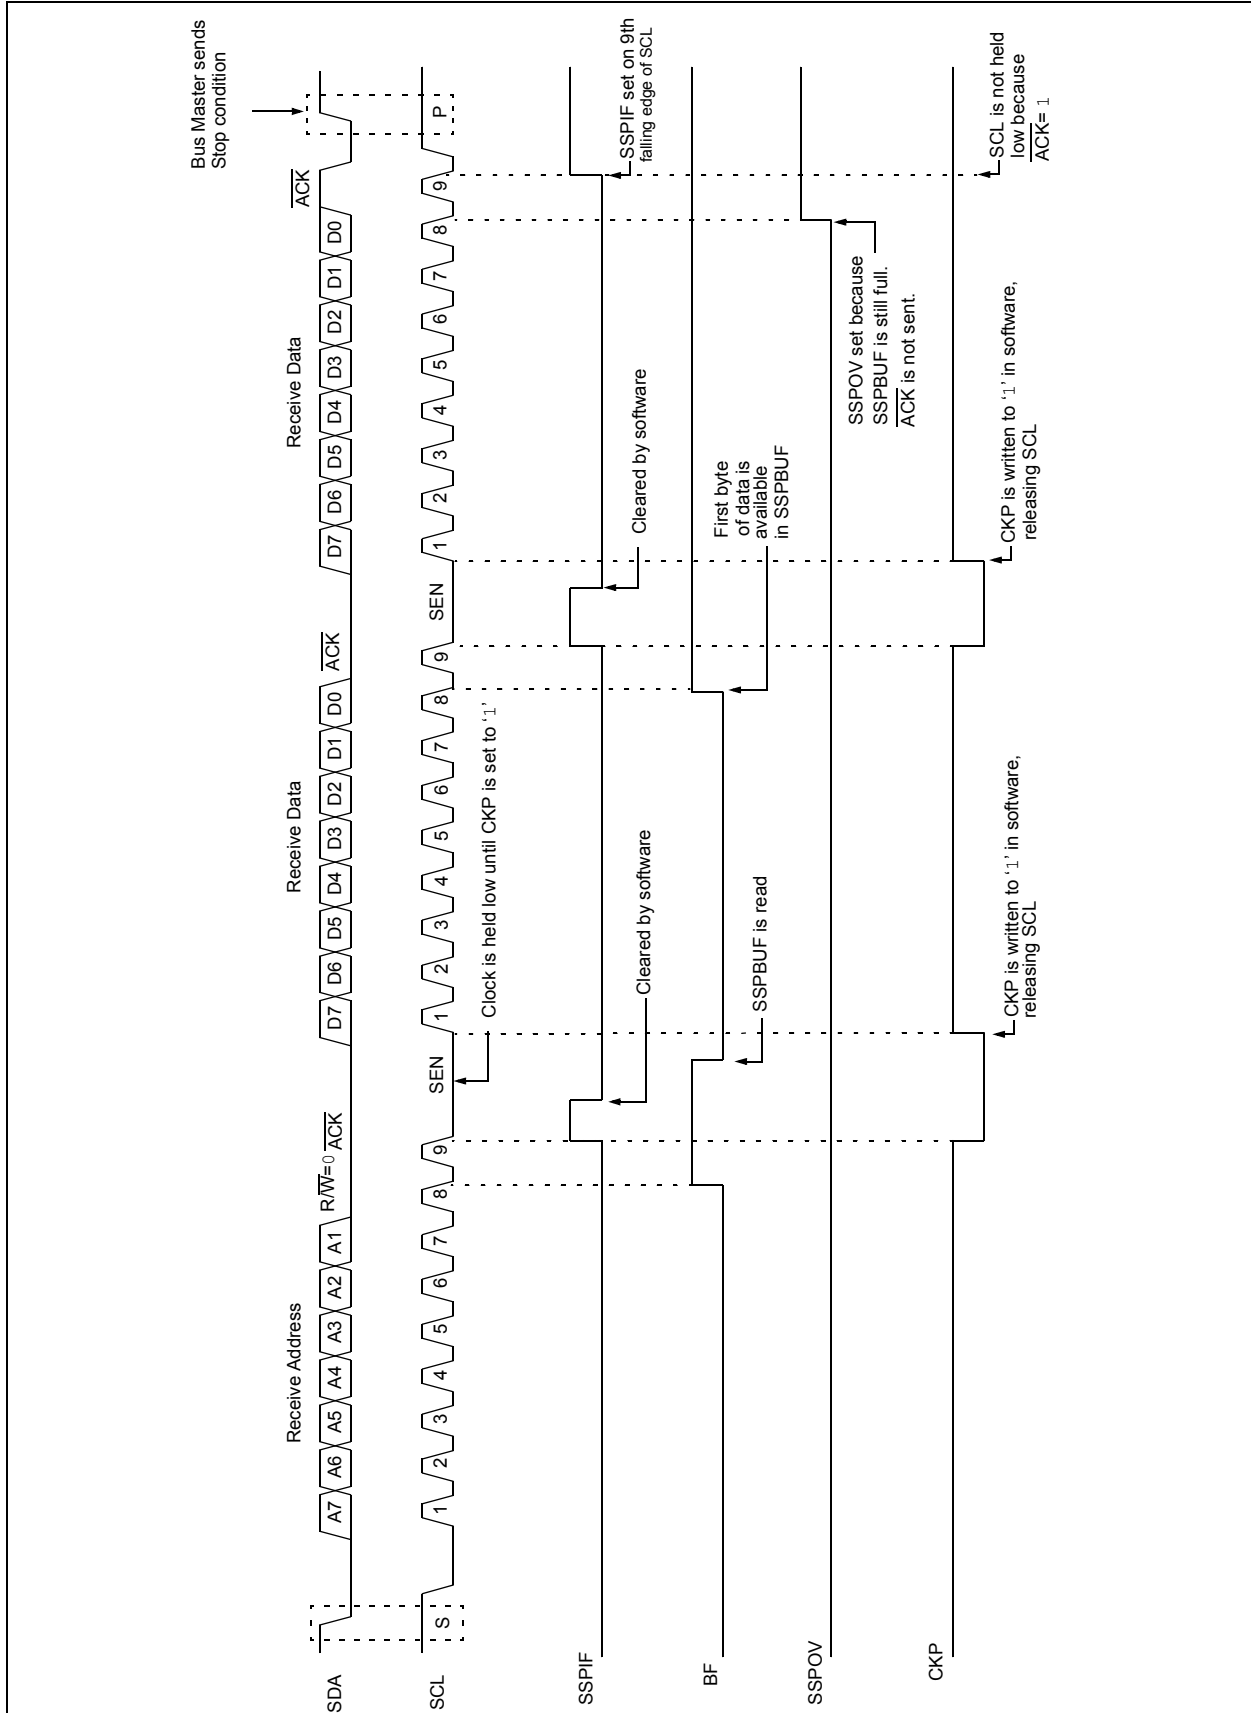 Bus Master sends
Stop condition
Receive Address
Receive Data
Receive Data
SDA
A7
A6
A5
A4
A3
A2
A1
R/W̅=0
A̅C̅K̅
D7
D6
D5
D4
D3
D2
D1
D0
A̅C̅K̅
D7
D6
D5
D4
D3
D2
D1
D0
A̅C̅K̅
SCL
S
1
2
3
4
5
6
7
8
9
SEN
1
2
3
4
5
6
7
8
9
SEN
1
2
3
4
5
6
7
8
9
P
Clock is held low until CKP is set to ‘1’
SSPIF
Cleared by software
Cleared by software
SSPIF set on 9th
falling edge of SCL
BF
SSPBUF is read
First byte
of data is
available
in SSPBUF
SSPOV
SSPOV set because
SSPBUF is still full.
A̅C̅K̅ is not sent.
CKP
CKP is written to ‘1’ in software,
releasing SCL
CKP is written to ‘1’ in software,
releasing SCL
SCL is not held
low because
A̅C̅K̅= 1